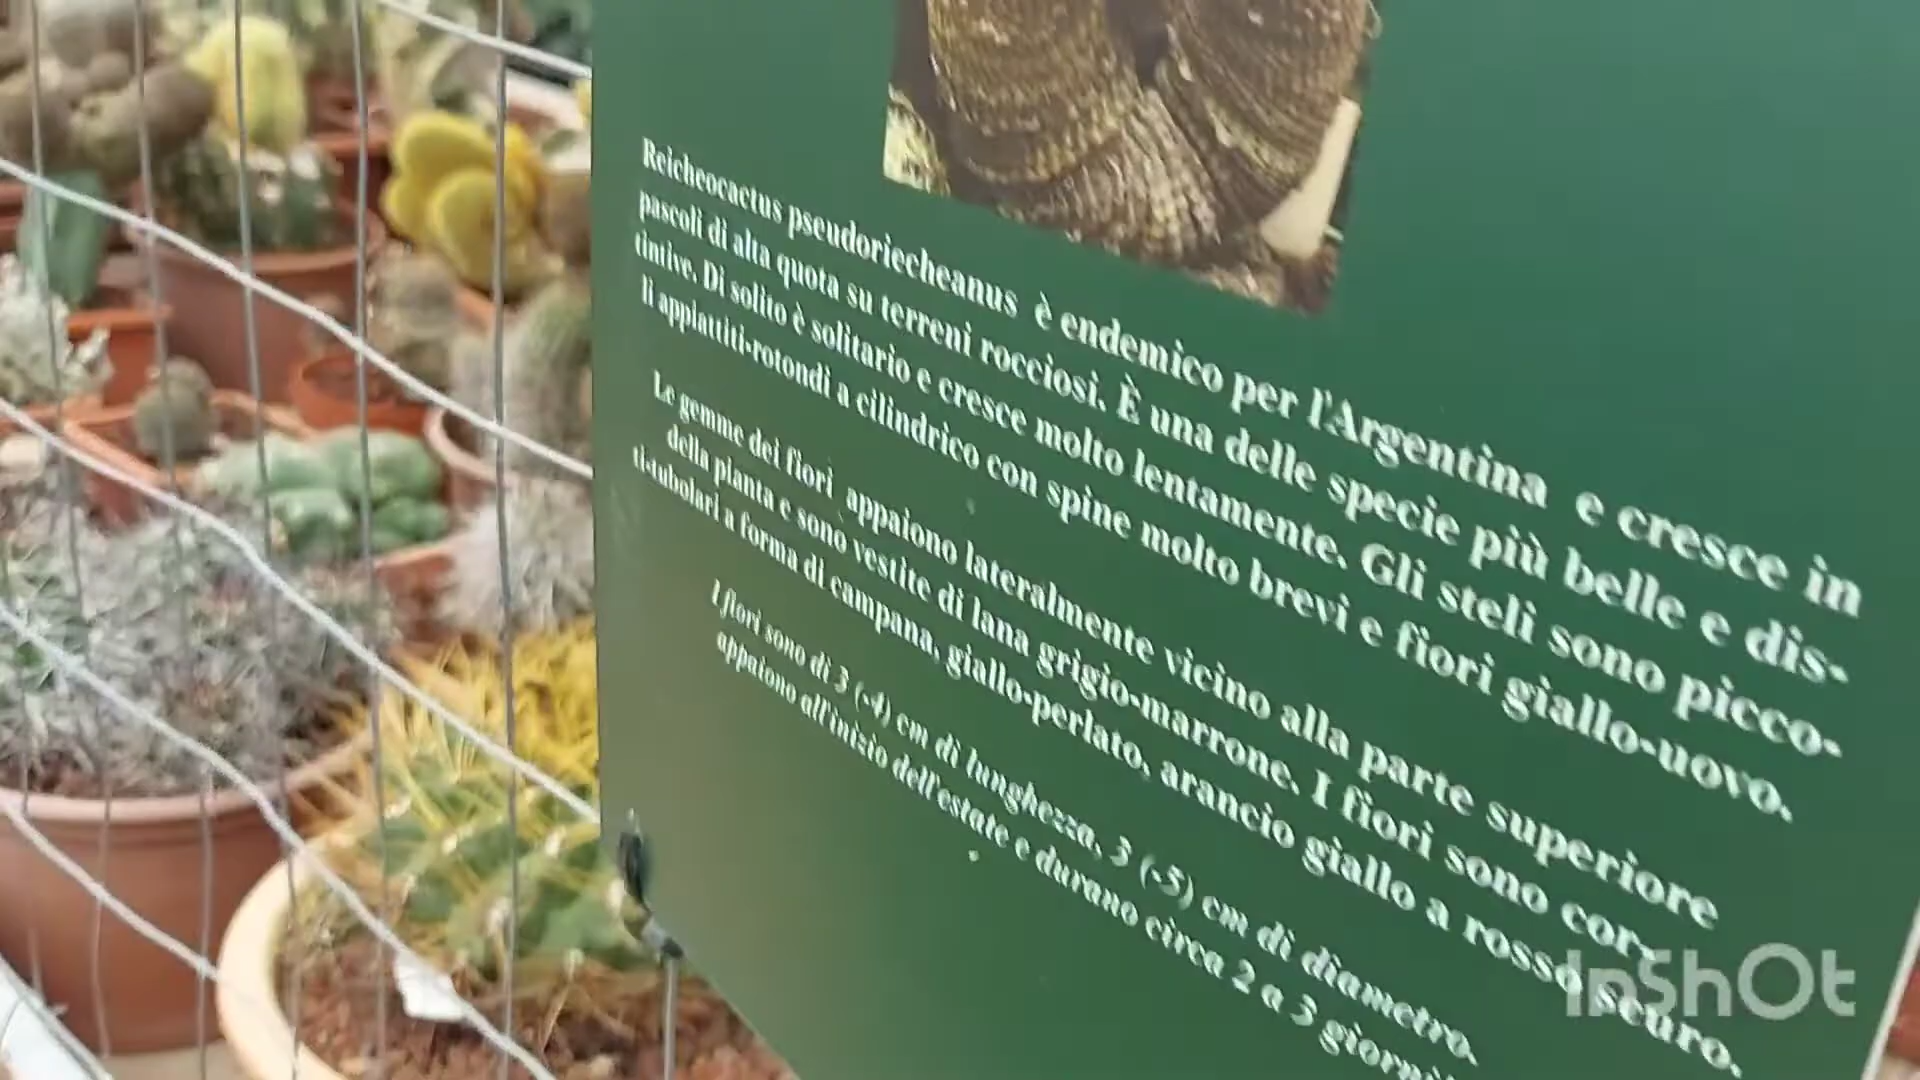 Reicheocactus pseudoriecheanus è endemico per l'Argentina e cresce in
pascoli di alta quota su terreni rocciosi. È una delle specie più belle e dis-
tintive. Di solito è solitario e cresce molto lentamente. Gli steli sono picco-
li appiattiti-rotondi a cilindrico con spine molto brevi e fiori giallo-uovo.
Le gemme dei fiori appaiono lateralmente vicino alla parte superiore
della pianta e sono vestite di lana grigio-marrone. I fiori sono cor-
ti-tubolari a forma di campana, giallo-perlato, arancio giallo a rosso scuro.
I fiori sono di 3 (-4) cm di lunghezza, 3 (-5) cm di diametro.
appaiono all'inizio dell'estate e durano circa 2 a 3 giorni
InShOt